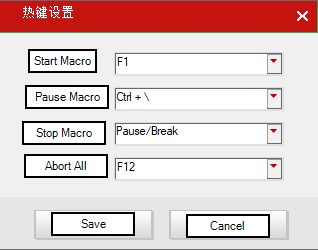 热键设置
Start Macro F1
Pause Macro Ctrl + \
Stop Macro Pause/Break
Abort All F12
Save Cancel